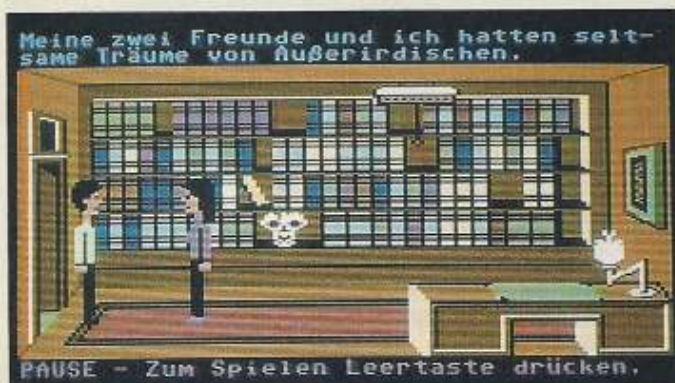 Meine zwei Freunde und ich hatten selt-
same Träume von Außerirdischen.
PAUSE - Zum Spielen Leertaste drücken.